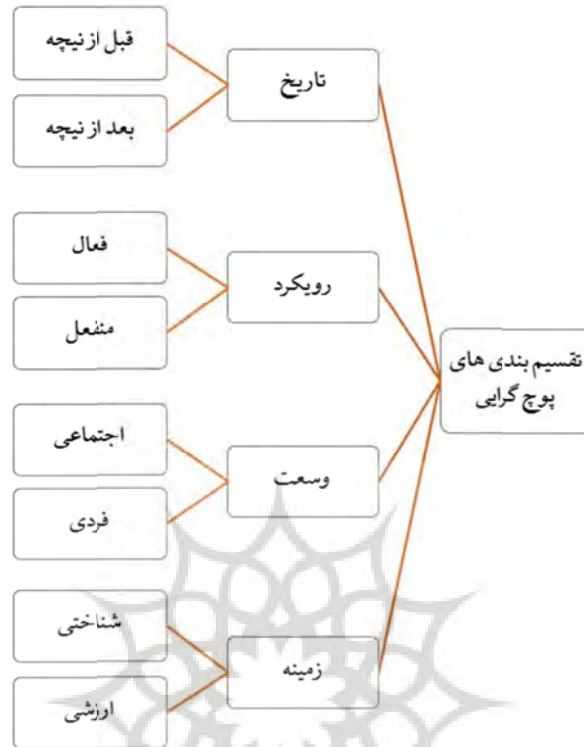 تقسیم بندی های
پوچ گرایی
تاریخ
قبل از نیچه
بعد از نیچه
رویکرد
فعال
منفعل
وسعت
اجتماعی
فردی
زمینه
شناختی
ارزشی